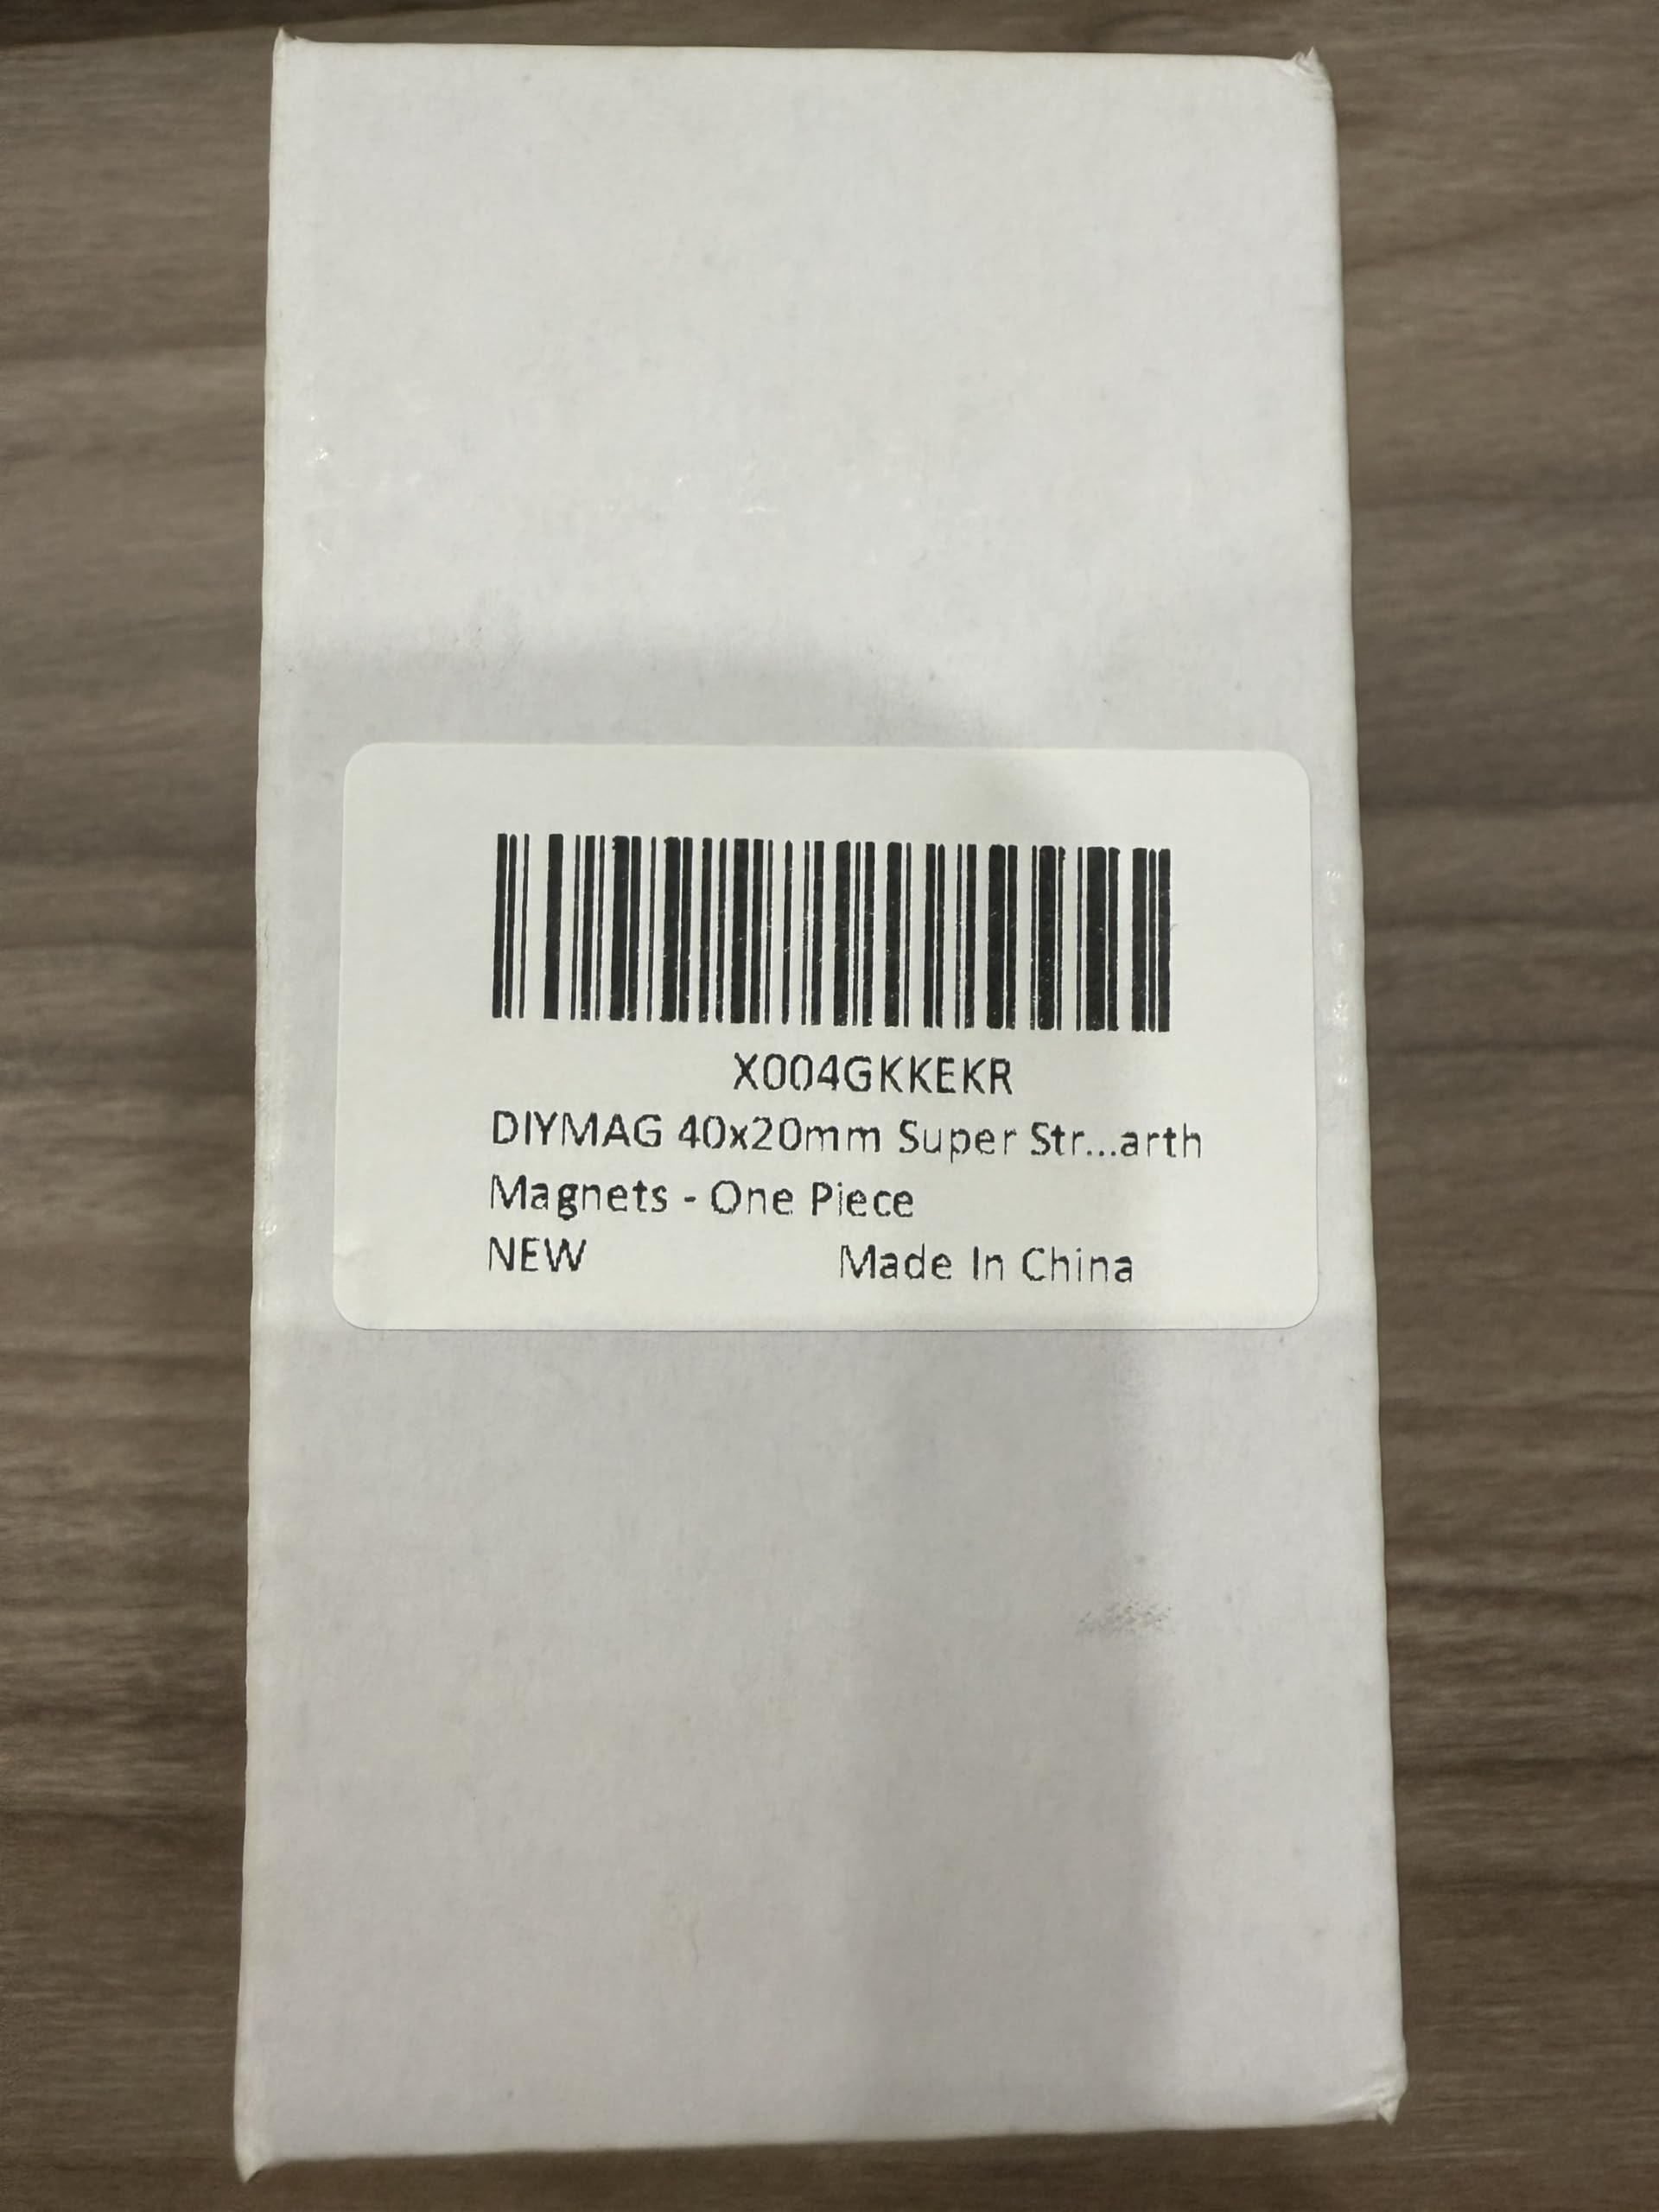 X004GKKEKR
DIYMAG 40x20mm Super Str...arth
Magnets - One Piece
NEW Made In China